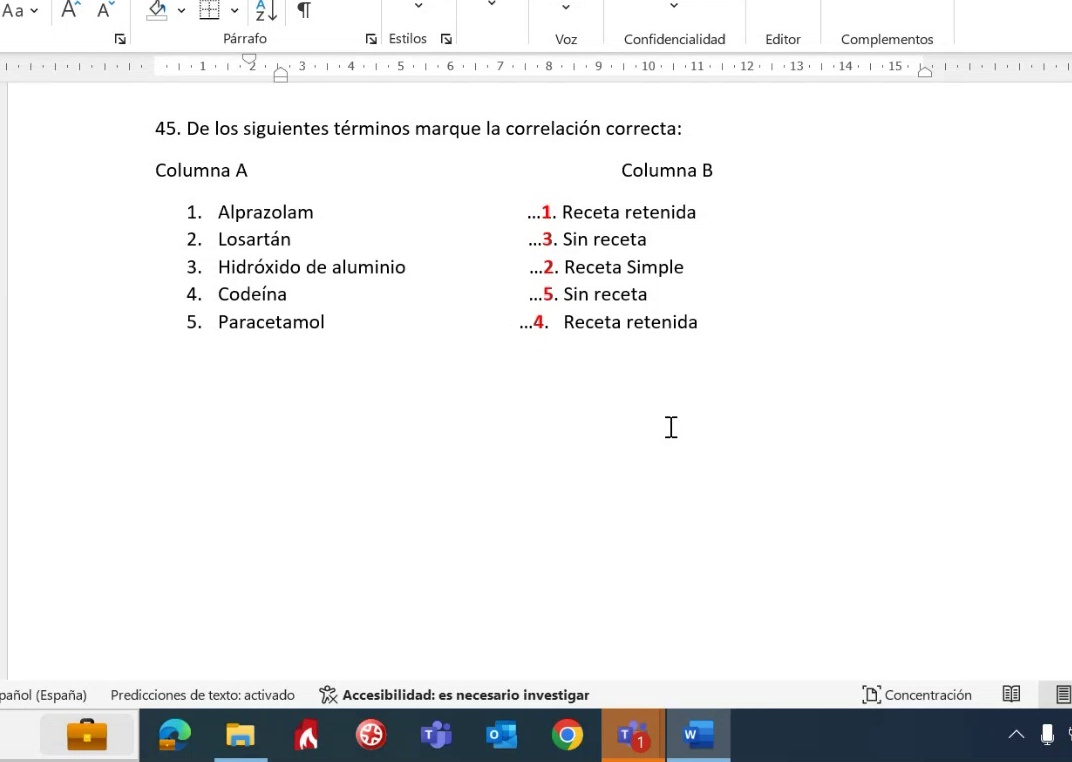 Aa
Párrafo Estilos Voz Confidencialidad Editor Complementos
1 2 3 4 5 6 7 8 9 10 11 12 13 14 15
45. De los siguientes términos marque la correlación correcta:
Columna A Columna B
1. Alprazolam ...1. Receta retenida
2. Losartán ...3. Sin receta
3. Hidróxido de aluminio ...2. Receta Simple
4. Codeína ...5. Sin receta
5. Paracetamol ...4. Receta retenida
pañol (España) Predicciones de texto: activado Accesibilidad: es necesario investigar Concentración
1